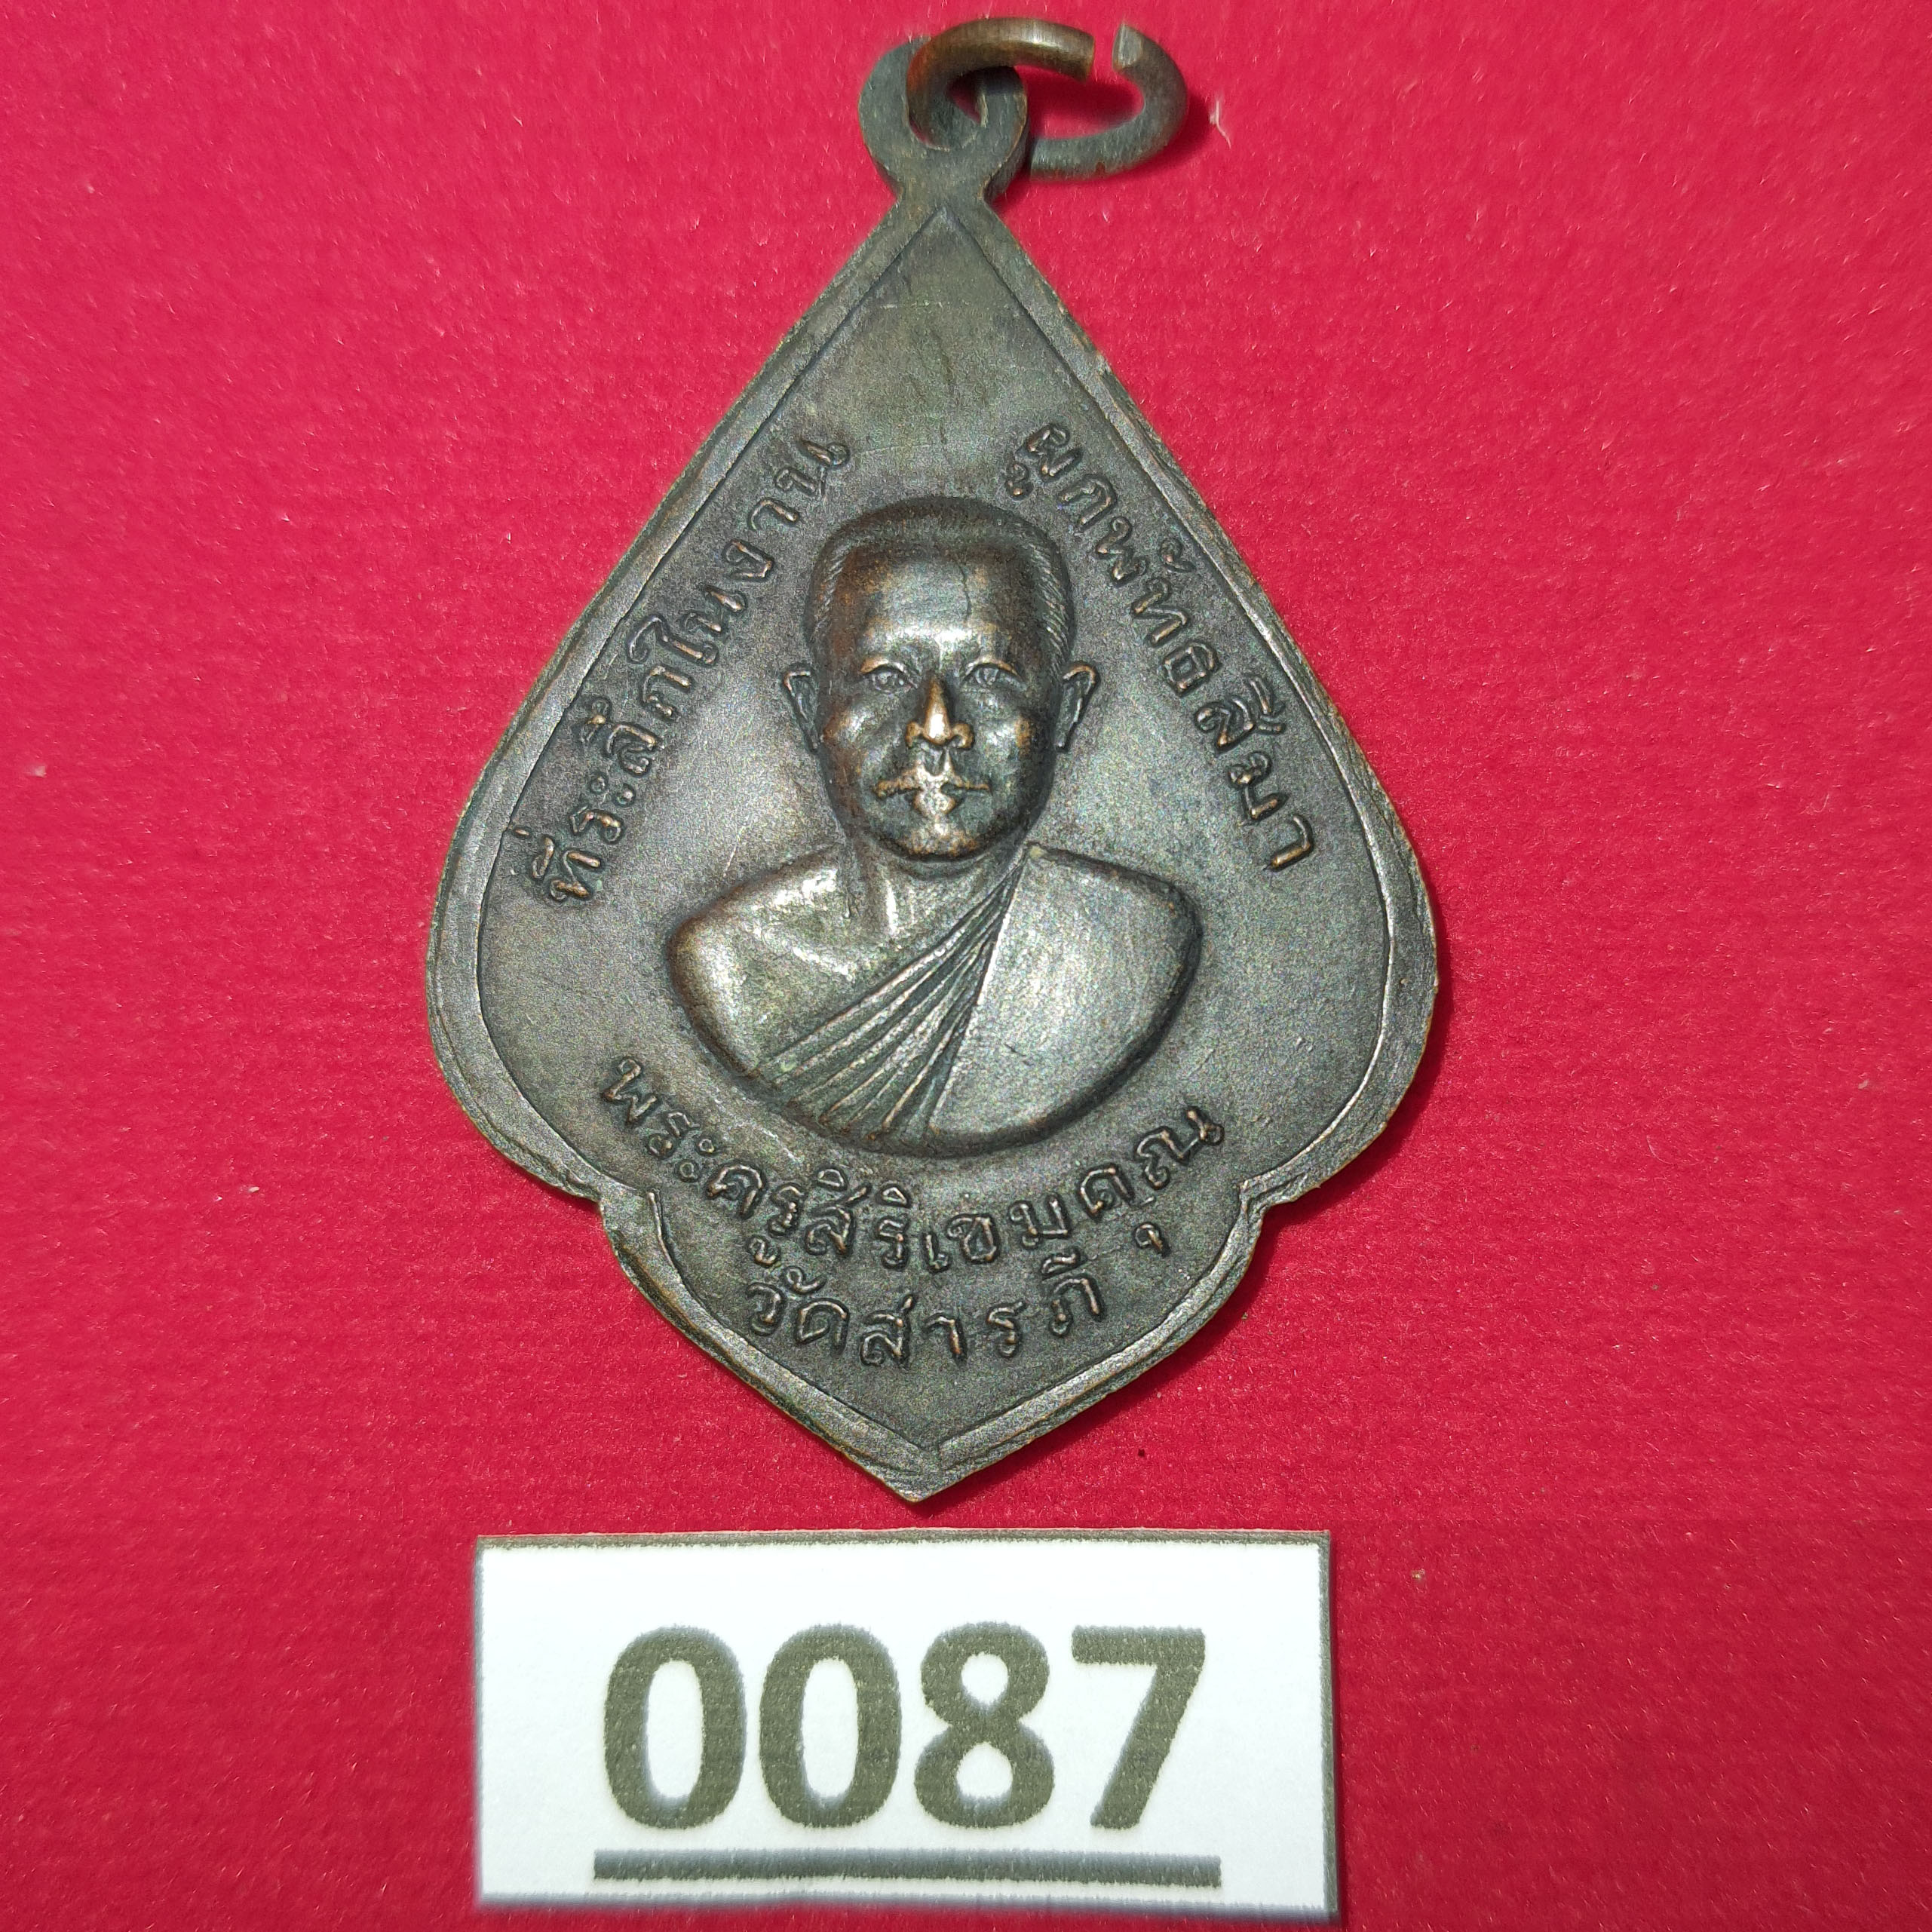 ที่ระลึกในงาน
ผูกพัทธสีมา
พระครูสิริเขมคุณ
วัดสารภี
0087